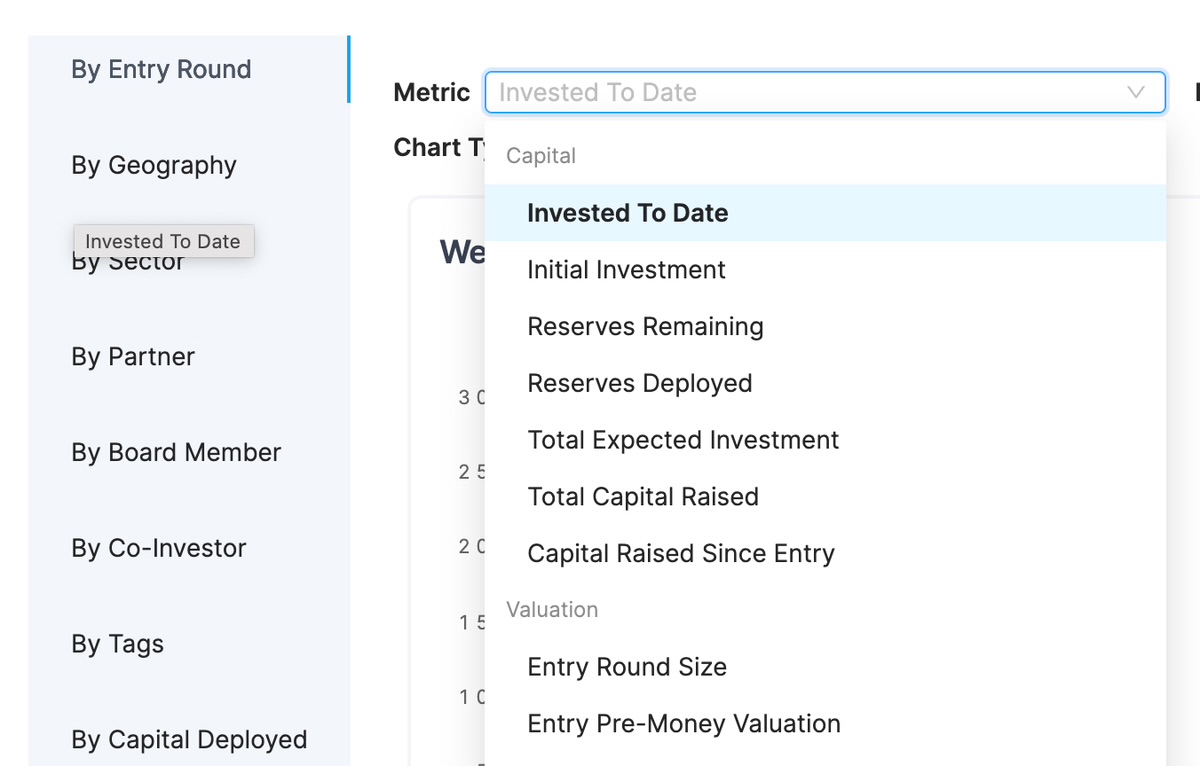 By Entry Round
By Geography
Invested To Date
By Sector
By Partner
By Board Member
By Co-Investor
By Tags
By Capital Deployed
Metric
Invested To Date
Chart
We
Capital
Invested To Date
Initial Investment
Reserves Remaining
Reserves Deployed
Total Expected Investment
Total Capital Raised
Capital Raised Since Entry
Valuation
Entry Round Size
Entry Pre-Money Valuation
3 0
2 5
2 0
1 5
1 0